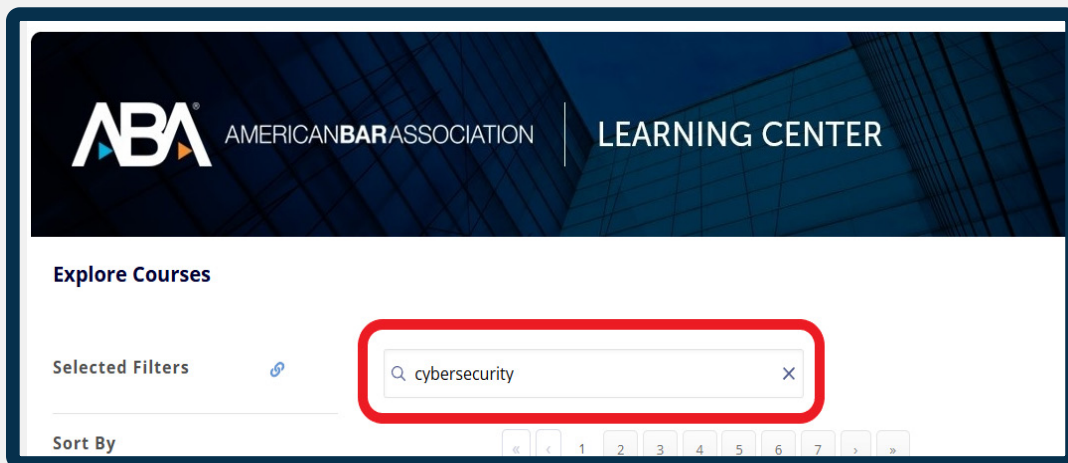 ABA® AMERICANBARASSOCIATION LEARNING CENTER
Explore Courses
Selected Filters
cybersecurity ×
Sort By
« ‹ 1 2 3 4 5 6 7 › »